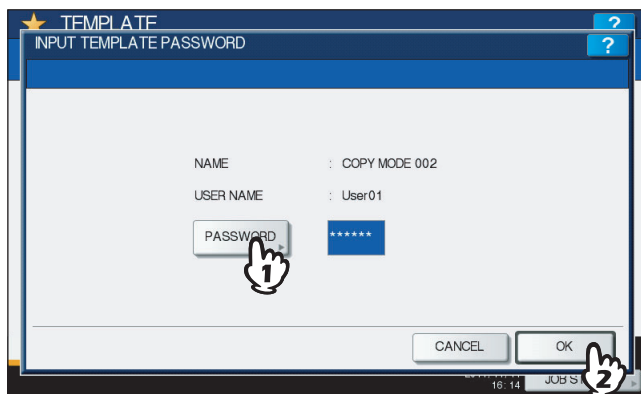 TEMPLATE
?
INPUT TEMPLATE PASSWORD
?
NAME : COPY MODE 002
USER NAME : User01
PASSWORD ******
1
CANCEL OK
2
16:14 JOB